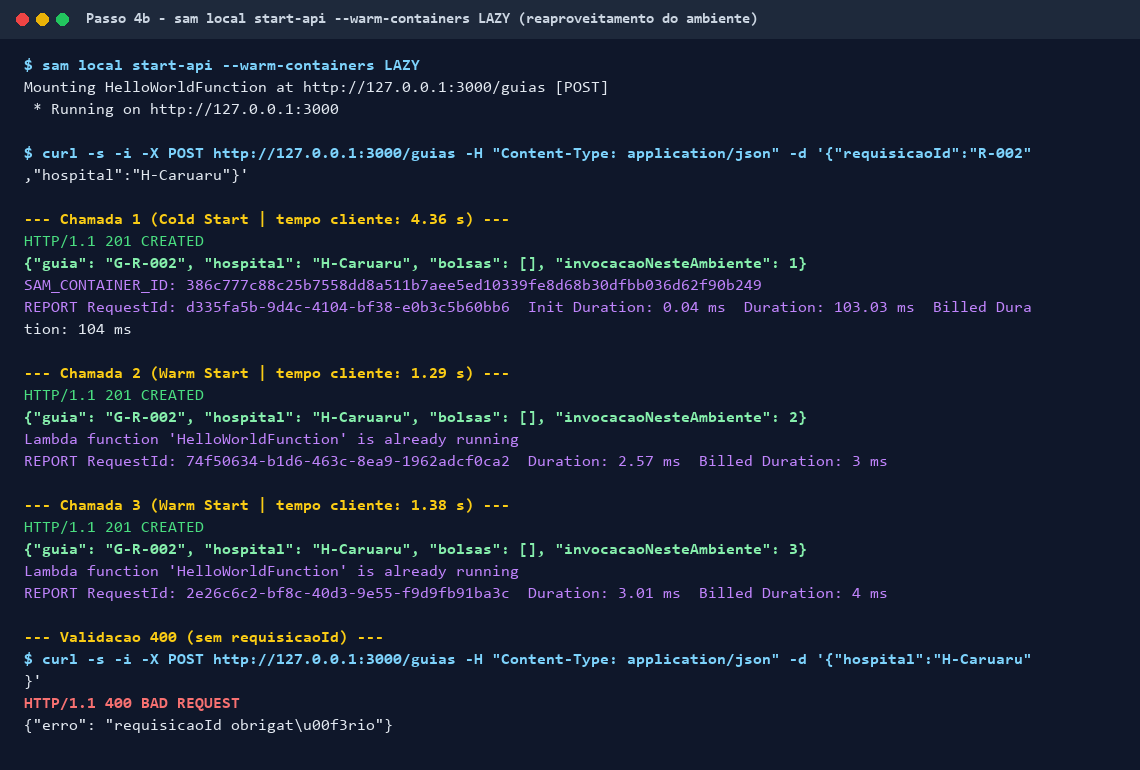 Passo 4b - sam local start-api --warm-containers LAZY (reaproveitamento do ambiente)
$ sam local start-api --warm-containers LAZY
Mounting HelloWorldFunction at http://127.0.0.1:3000/guias [POST]
 * Running on http://127.0.0.1:3000
$ curl -s -i -X POST http://127.0.0.1:3000/guias -H "Content-Type: application/json" -d '{"requisicaoId":"R-002"
,"hospital":"H-Caruaru"}'
--- Chamada 1 (Cold Start | tempo cliente: 4.36 s) ---
HTTP/1.1 201 CREATED
{"guia": "G-R-002", "hospital": "H-Caruaru", "bolsas": [], "invocacaoNesteAmbiente": 1}
SAM_CONTAINER_ID: 386c777c88c25b7558dd8a511b7aee5ed10339fe8d68b30dfbb036d62f90b249
REPORT RequestId: d335fa5b-9d4c-4104-bf38-e0b3c5b60bb6  Init Duration: 0.04 ms  Duration: 103.03 ms  Billed Dura
tion: 104 ms
--- Chamada 2 (Warm Start | tempo cliente: 1.29 s) ---
HTTP/1.1 201 CREATED
{"guia": "G-R-002", "hospital": "H-Caruaru", "bolsas": [], "invocacaoNesteAmbiente": 2}
Lambda function 'HelloWorldFunction' is already running
REPORT RequestId: 74f50634-b1d6-463c-8ea9-1962adcf0ca2  Duration: 2.57 ms  Billed Duration: 3 ms
--- Chamada 3 (Warm Start | tempo cliente: 1.38 s) ---
HTTP/1.1 201 CREATED
{"guia": "G-R-002", "hospital": "H-Caruaru", "bolsas": [], "invocacaoNesteAmbiente": 3}
Lambda function 'HelloWorldFunction' is already running
REPORT RequestId: 2e26c6c2-bf8c-40d3-9e55-f9d9fb91ba3c  Duration: 3.01 ms  Billed Duration: 4 ms
--- Validacao 400 (sem requisicaoId) ---
$ curl -s -i -X POST http://127.0.0.1:3000/guias -H "Content-Type: application/json" -d '{"hospital":"H-Caruaru"
}'
HTTP/1.1 400 BAD REQUEST
{"erro": "requisicaoId obrigat\u00f3rio"}